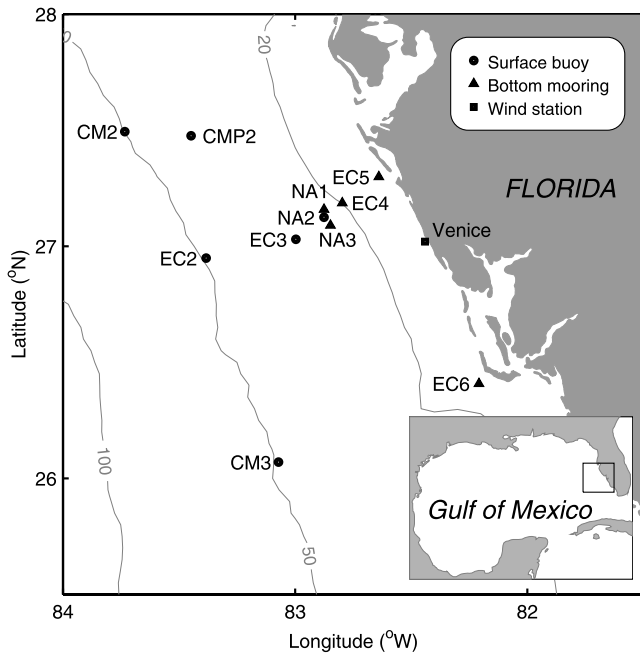 28
0
20
Surface buoy
Bottom mooring
Wind station
CM2
CMP2
EC5
FLORIDA
NA1
EC4
NA2
Venice
NA3
EC3
27
EC2
Latitude (°N)
EC6
100
CM3
26
Gulf of Mexico
50
84
83
82
Longitude (°W)